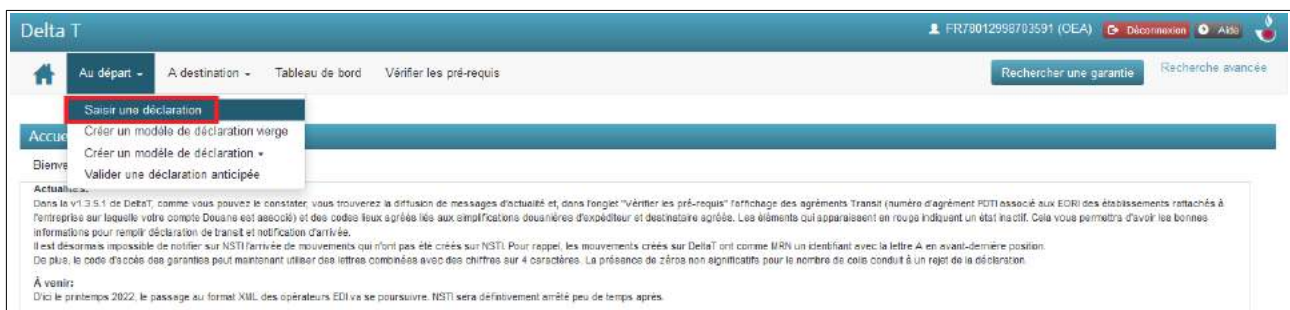 Delta T
FR78012998703591 (OEA) Déconnexion Aide
Au départ A destination Tableau de bord Vérifier les pré-requis Rechercher une garantie Recherche avancée
Saisir une déclaration
Créer un modèle de déclaration vierge
Créer un modèle de déclaration
Valider une déclaration anticipée
Accue
Bienve
Actualités:
Dans la v1.3.5.1 de DeltaT, comme vous pouvez le constater, vous trouverez la diffusion de messages d'actualité et, dans l'onglet "Vérifier les pré-requis" l'affichage des agréments Transit (numéro d'agrément PDTI associé aux EORI des établissements rattachés à
l'entreprise sur laquelle votre compte Douane est associé) et des codes lieux agréés liés aux simplifications douanières d'expéditeur et destinataire agréés. Les éléments qui apparaissent en rouge indiquent un état inactif. Cela vous permettra d'avoir les bonnes
informations pour remplir déclaration de transit et notification d'arrivée.
Il est désormais impossible de notifier sur NSTI l'arrivée de mouvements qui n'ont pas été créés sur NSTI. Pour rappel, les mouvements créés sur DeltaT ont comme MRN un identifiant avec la lettre A en avant-dernière position.
De plus, le code d'accès des garanties peut maintenant utiliser des lettres combinées avec des chiffres sur 4 caractères. La présence de zéros non significatifs pour le nombre de colis conduit à un rejet de la déclaration.
À venir:
D'ici le printemps 2022, le passage au format XML des opérateurs EDI va se poursuivre. NSTI sera définitivement arrêté peu de temps après.